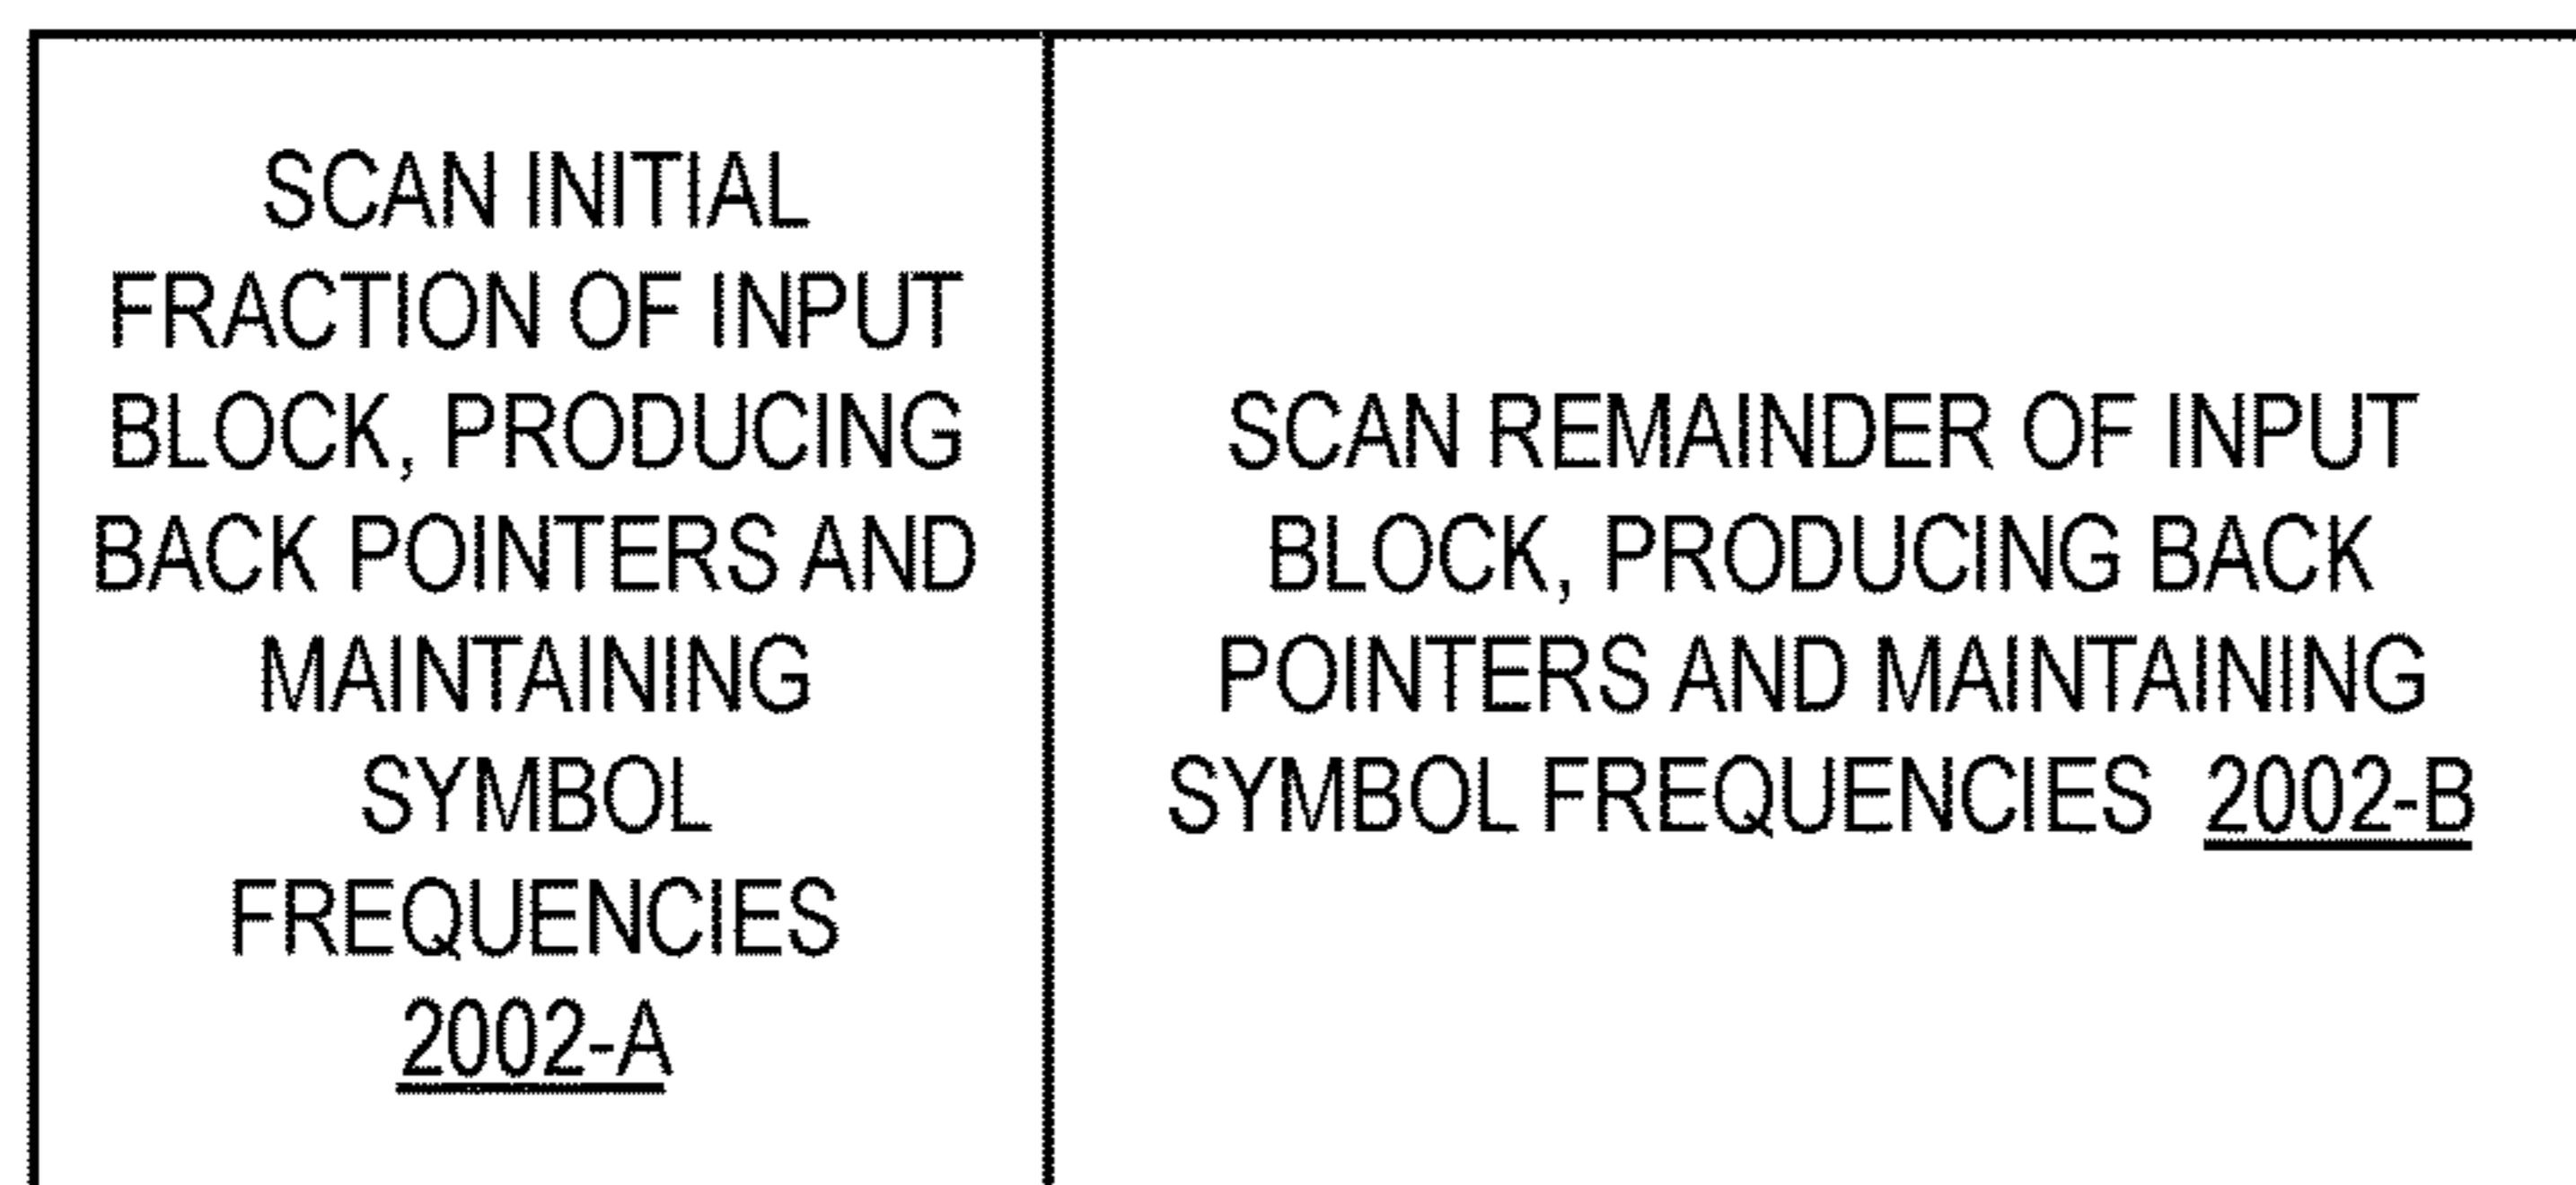 SCAN INITIAL
FRACTION OF INPUT
BLOCK, PRODUCING
BACK POINTERS AND
MAINTAINING
SYMBOL
FREQUENCIES
2002-A
SCAN REMAINDER OF INPUT
BLOCK, PRODUCING BACK
POINTERS AND MAINTAINING
SYMBOL FREQUENCIES 2002-B